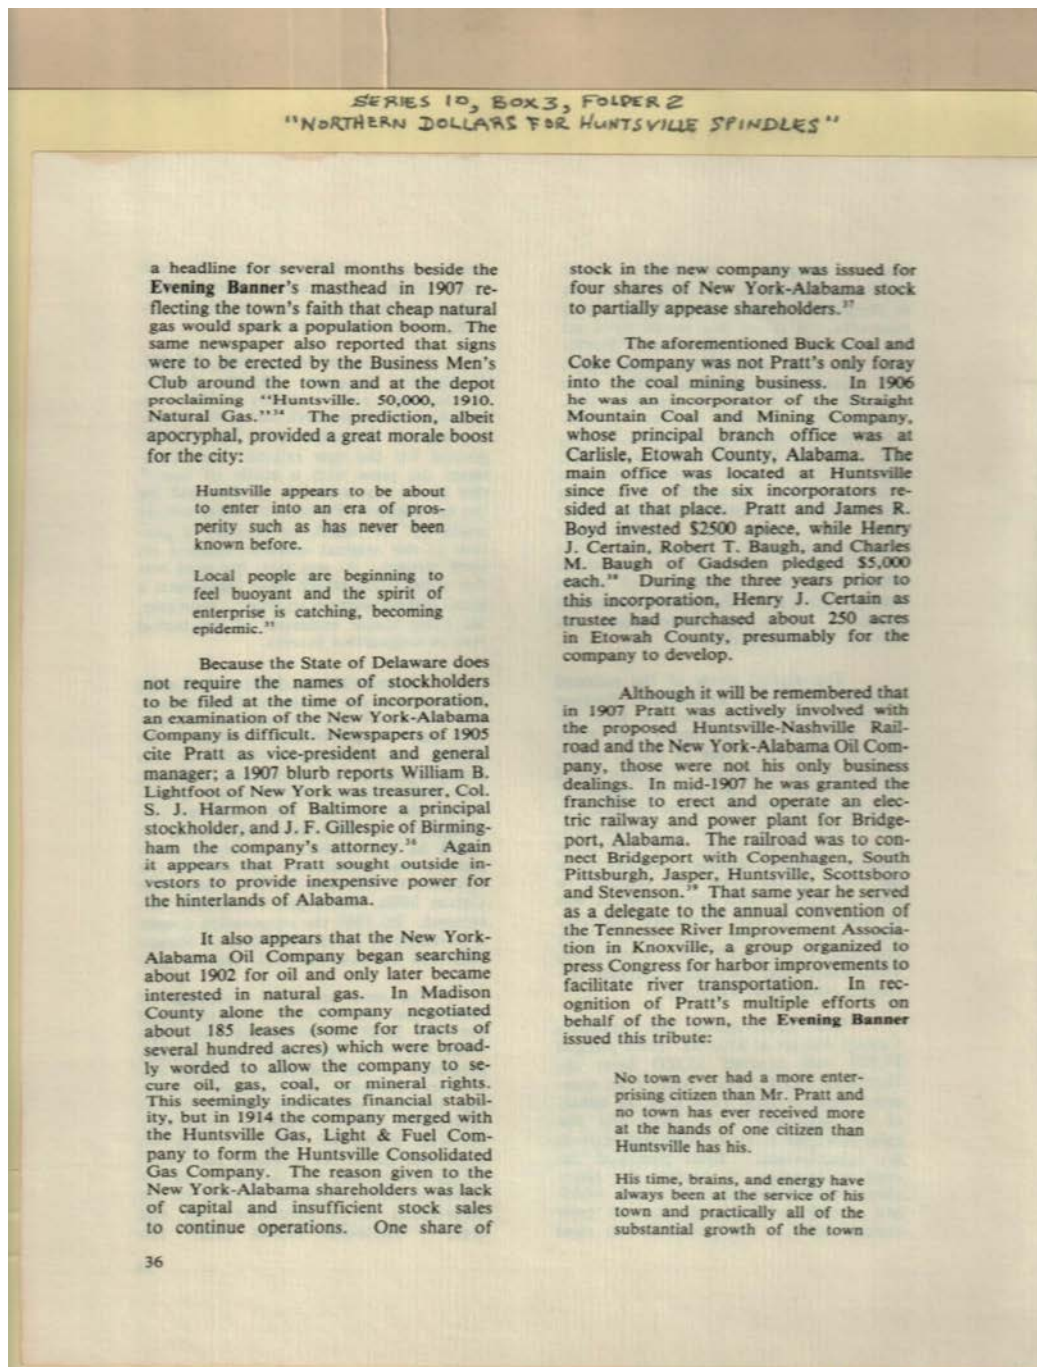 SERIES 10, BOX 3, FOLDER 2
"NORTHERN DOLLARS FOR HUNTSVILLE SPINDLES"
a headline for several months beside the
Evening Banner's masthead in 1907 re-
flecting the town's faith that cheap natural
gas would spark a population boom. The
same newspaper also reported that signs
were to be erected by the Business Men's
Club around the town and at the depot
proclaiming "Huntsville. 50,000, 1910.
Natural Gas."³⁴ The prediction, albeit
apocryphal, provided a great morale boost
for the city:
Huntsville appears to be about
to enter into an era of pros-
perity such as has never been
known before.
Local people are beginning to
feel buoyant and the spirit of
enterprise is catching, becoming
epidemic.³⁵
Because the State of Delaware does
not require the names of stockholders
to be filed at the time of incorporation,
an examination of the New York-Alabama
Company is difficult. Newspapers of 1905
cite Pratt as vice-president and general
manager; a 1907 blurb reports William B.
Lightfoot of New York was treasurer, Col.
S. J. Harmon of Baltimore a principal
stockholder, and J. F. Gillespie of Birming-
ham the company's attorney.³⁶ Again
it appears that Pratt sought outside in-
vestors to provide inexpensive power for
the hinterlands of Alabama.
It also appears that the New York-
Alabama Oil Company began searching
about 1902 for oil and only later became
interested in natural gas. In Madison
County alone the company negotiated
about 185 leases (some for tracts of
several hundred acres) which were broad-
ly worded to allow the company to se-
cure oil, gas, coal, or mineral rights.
This seemingly indicates financial stabil-
ity, but in 1914 the company merged with
the Huntsville Gas, Light & Fuel Com-
pany to form the Huntsville Consolidated
Gas Company. The reason given to the
New York-Alabama shareholders was lack
of capital and insufficient stock sales
to continue operations. One share of
36
stock in the new company was issued for
four shares of New York-Alabama stock
to partially appease shareholders.³⁷
The aforementioned Buck Coal and
Coke Company was not Pratt's only foray
into the coal mining business. In 1906
he was an incorporator of the Straight
Mountain Coal and Mining Company,
whose principal branch office was at
Carlisle, Etowah County, Alabama. The
main office was located at Huntsville
since five of the six incorporators re-
sided at that place. Pratt and James R.
Boyd invested $2500 apiece, while Henry
J. Certain, Robert T. Baugh, and Charles
M. Baugh of Gadsden pledged $5,000
each.³⁸ During the three years prior to
this incorporation, Henry J. Certain as
trustee had purchased about 250 acres
in Etowah County, presumably for the
company to develop.
Although it will be remembered that
in 1907 Pratt was actively involved with
the proposed Huntsville-Nashville Rail-
road and the New York-Alabama Oil Com-
pany, those were not his only business
dealings. In mid-1907 he was granted the
franchise to erect and operate an elec-
tric railway and power plant for Bridge-
port, Alabama. The railroad was to con-
nect Bridgeport with Copenhagen, South
Pittsburgh, Jasper, Huntsville, Scottsboro
and Stevenson.³⁹ That same year he served
as a delegate to the annual convention of
the Tennessee River Improvement Associa-
tion in Knoxville, a group organized to
press Congress for harbor improvements to
facilitate river transportation. In rec-
ognition of Pratt's multiple efforts on
behalf of the town, the Evening Banner
issued this tribute:
No town ever had a more enter-
prising citizen than Mr. Pratt and
no town has ever received more
at the hands of one citizen than
Huntsville has his.
His time, brains, and energy have
always been at the service of his
town and practically all of the
substantial growth of the town